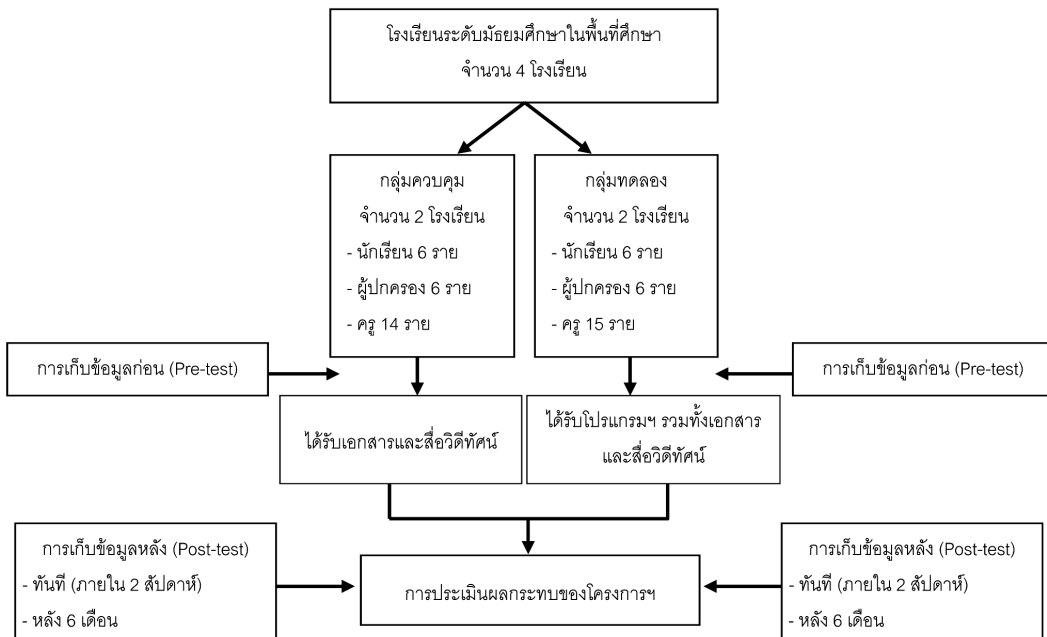 โรงเรียนระดับมัธยมศึกษาในพื้นที่ศึกษา
จำนวน 4 โรงเรียน
กลุ่มควบคุม
จำนวน 2 โรงเรียน
- นักเรียน 6 ราย
- ผู้ปกครอง 6 ราย
- ครู 14 ราย
กลุ่มทดลอง
จำนวน 2 โรงเรียน
- นักเรียน 6 ราย
- ผู้ปกครอง 6 ราย
- ครู 15 ราย
การเก็บข้อมูลก่อน (Pre-test)
การเก็บข้อมูลก่อน (Pre-test)
ได้รับเอกสารและสื่อวิดีทัศน์
ได้รับโปรแกรมฯ รวมทั้งเอกสาร
และสื่อวิดีทัศน์
การเก็บข้อมูลหลัง (Post-test)
- ทันที (ภายใน 2 สัปดาห์)
- หลัง 6 เดือน
การประเมินผลกระทบของโครงการฯ
การเก็บข้อมูลหลัง (Post-test)
- ทันที (ภายใน 2 สัปดาห์)
- หลัง 6 เดือน